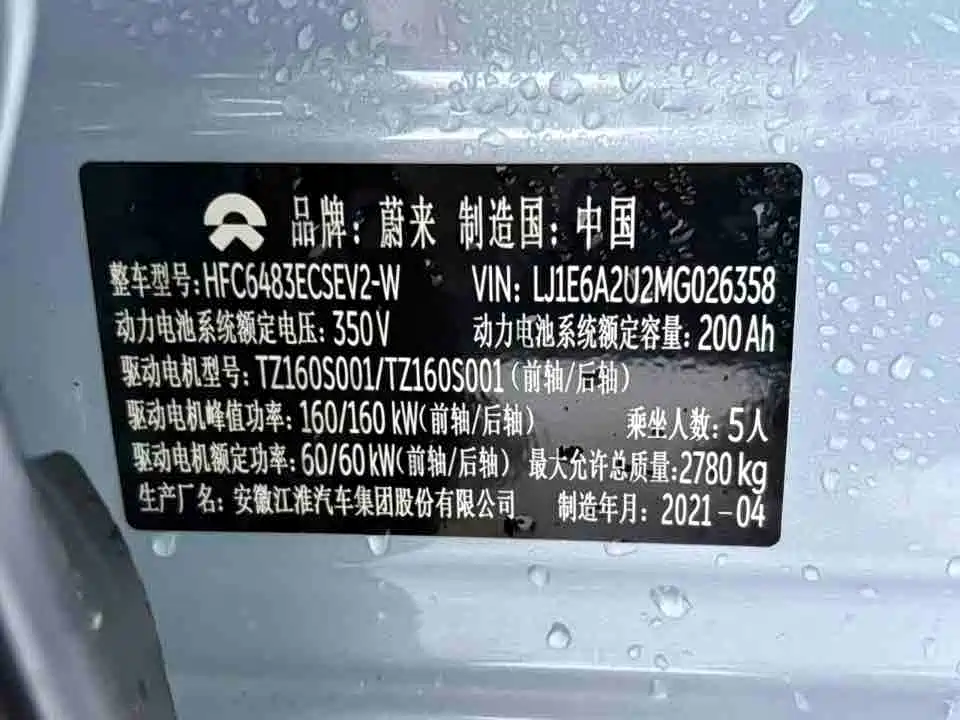 品牌: 蔚来 制造国: 中国
整车型号: HFC6483ECSEV2-W VIN: LJ1E6A2U2MG026358
动力电池系统额定电压: 350V 动力电池系统额定容量: 200Ah
驱动电机型号: TZ160S001/TZ160S001(前轴/后轴)
驱动电机峰值功率: 160/160kW(前轴/后轴) 乘坐人数: 5人
驱动电机额定功率: 60/60kW(前轴/后轴) 最大允许总质量: 2780kg
生产厂名: 安徽江淮汽车集团股份有限公司 制造年月: 2021-04